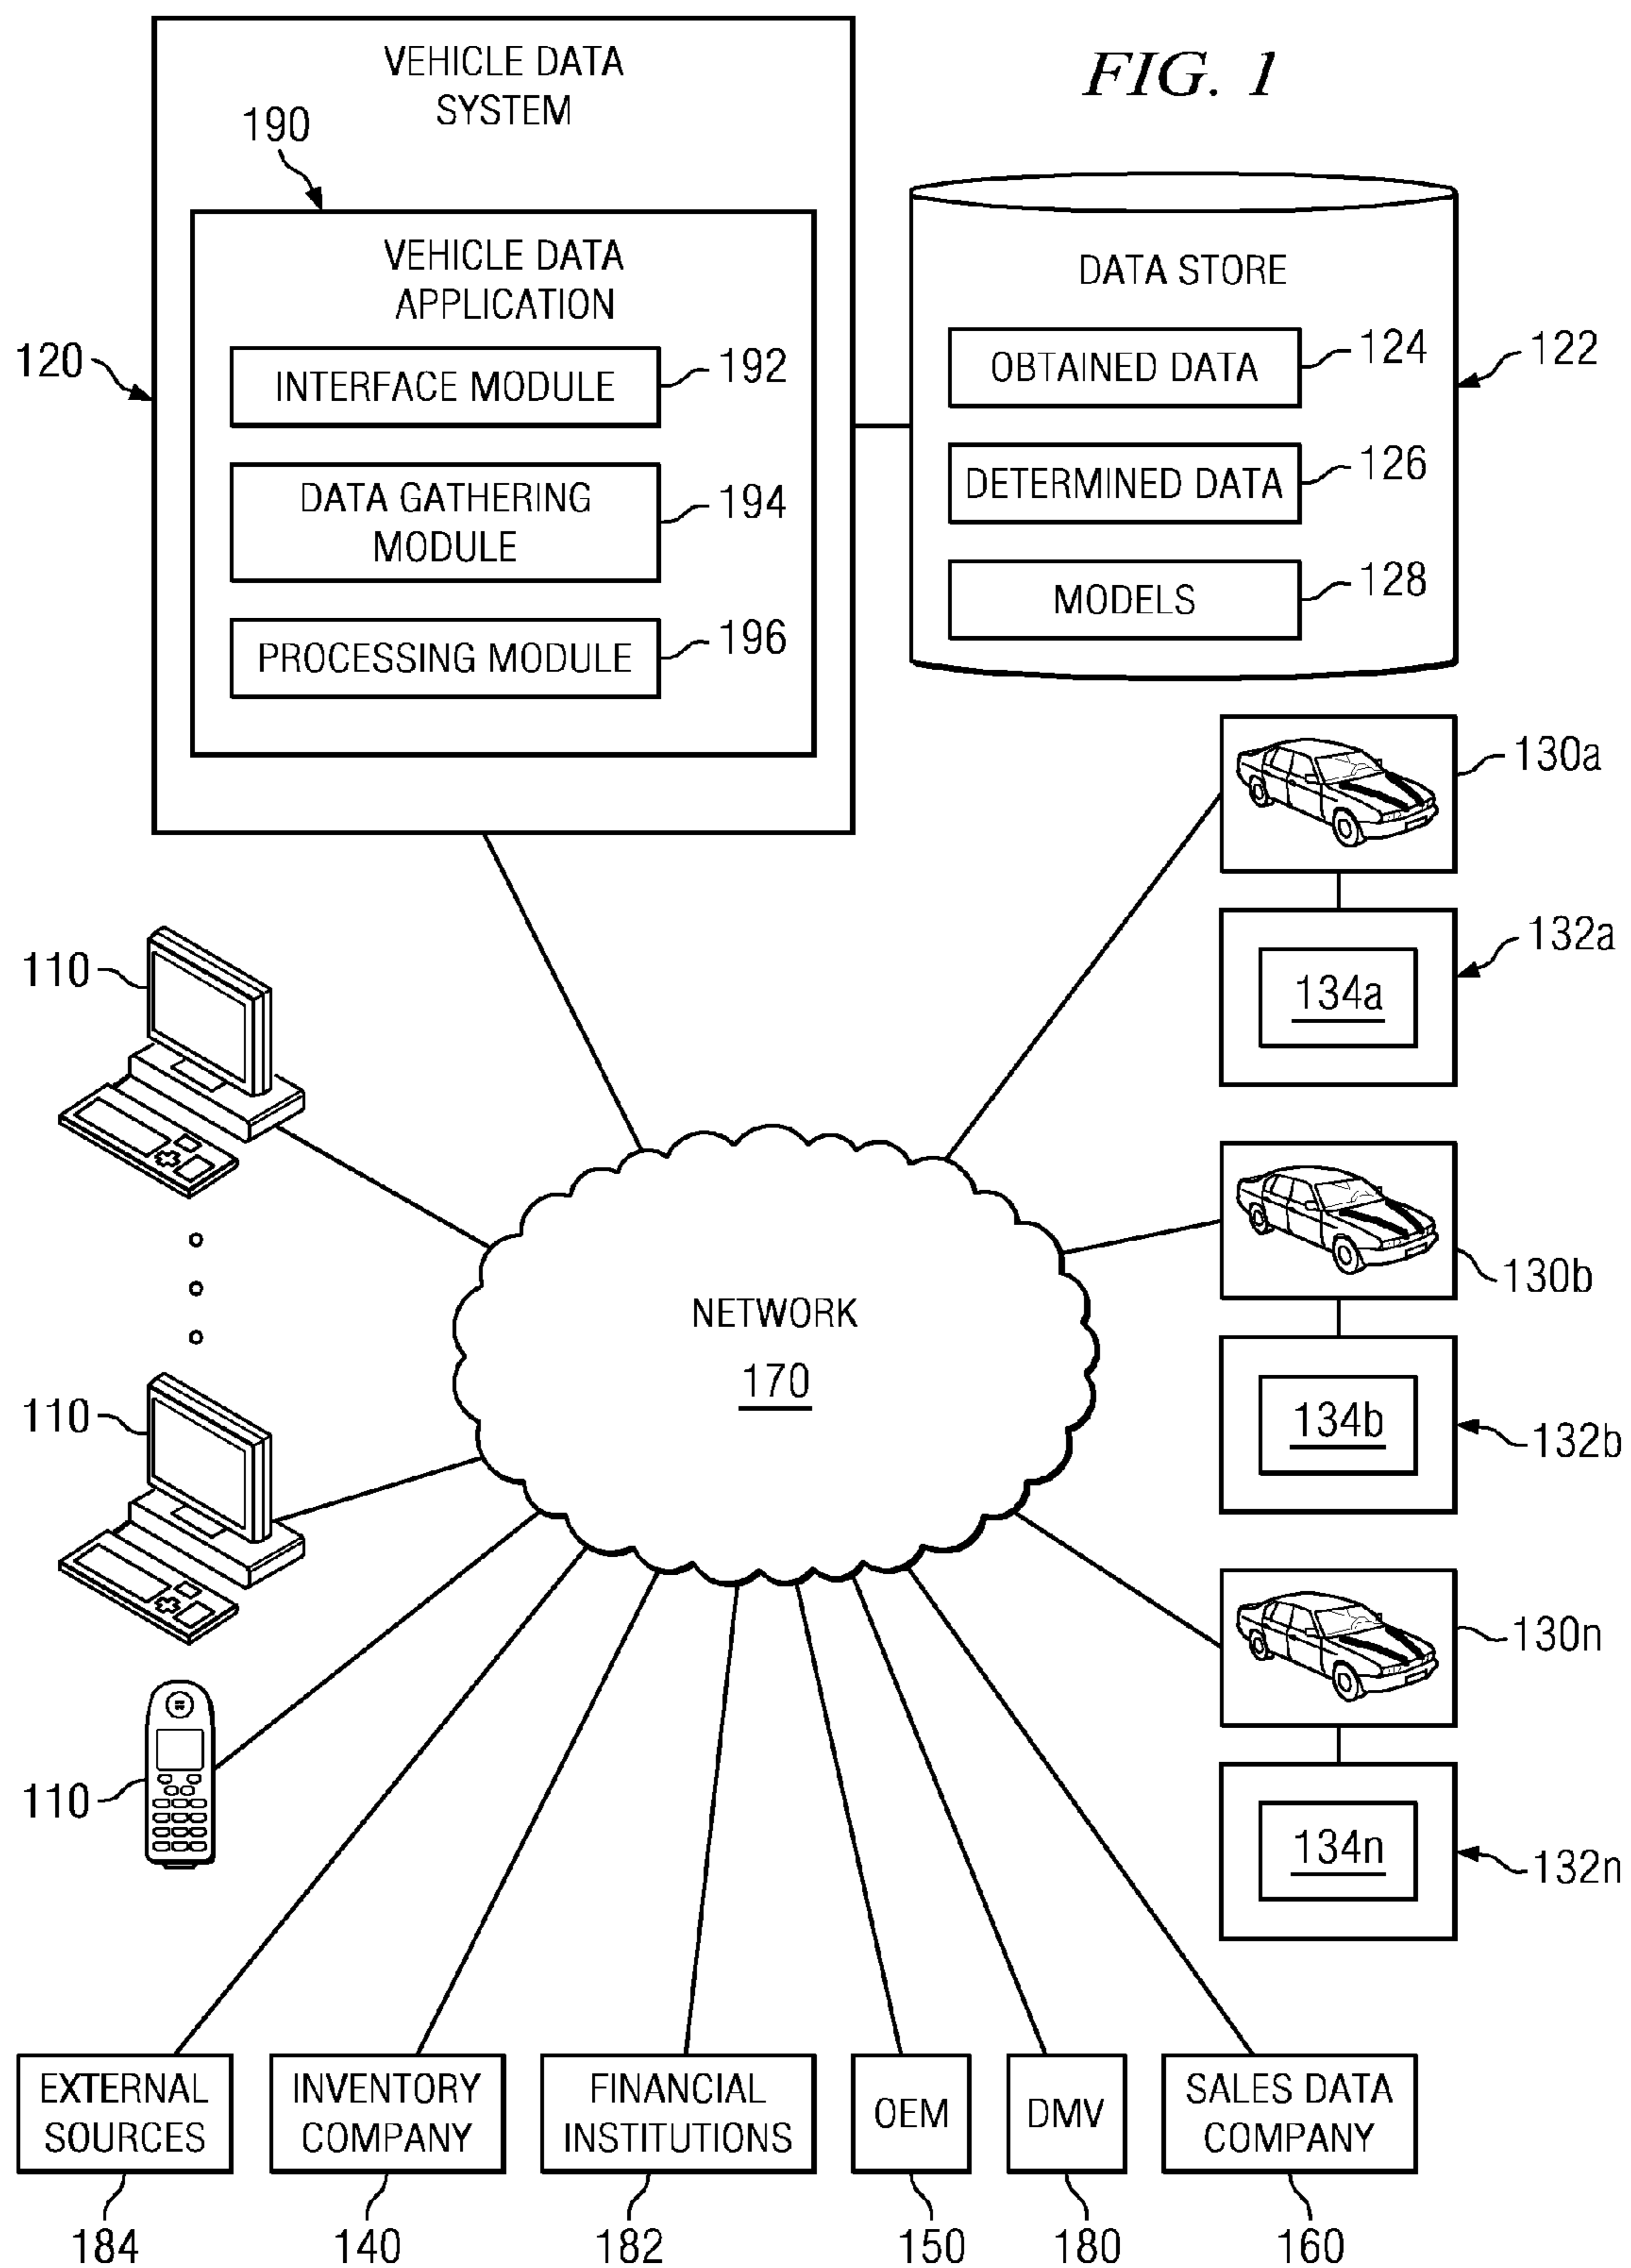 FIG. 1
VEHICLE DATA
SYSTEM
190
VEHICLE DATA
APPLICATION
120
INTERFACE MODULE
192
DATA GATHERING
MODULE
194
PROCESSING MODULE
196
DATA STORE
122
OBTAINED DATA
124
DETERMINED DATA
126
MODELS
128
130a
132a
134a
110
130b
NETWORK
170
110
134b
132b
130n
110
134n
132n
EXTERNAL
SOURCES
INVENTORY
COMPANY
FINANCIAL
INSTITUTIONS
OEM
DMV
SALES DATA
COMPANY
184
140
182
150
180
160